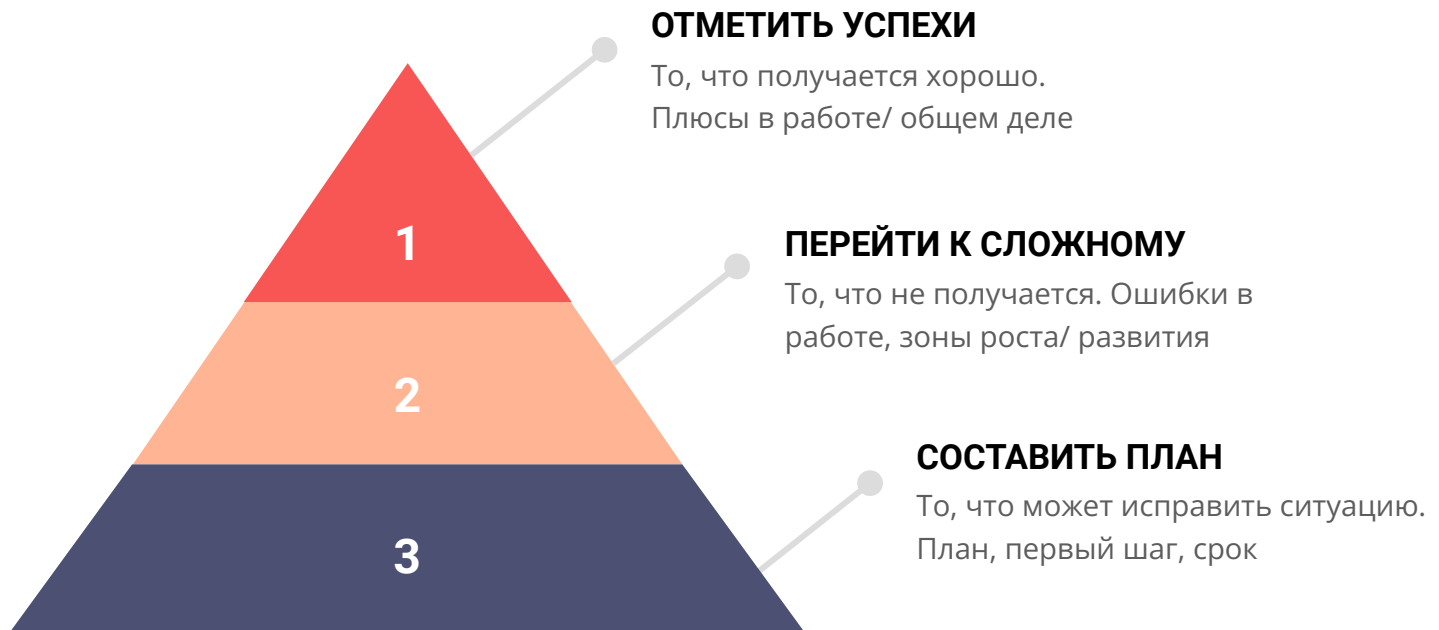 ОТМЕТИТЬ УСПЕХИ
То, что получается хорошо.
Плюсы в работе/ общем деле
1
ПЕРЕЙТИ К СЛОЖНОМУ
То, что не получается. Ошибки в
работе, зоны роста/ развития
2
СОСТАВИТЬ ПЛАН
То, что может исправить ситуацию.
План, первый шаг, срок
3